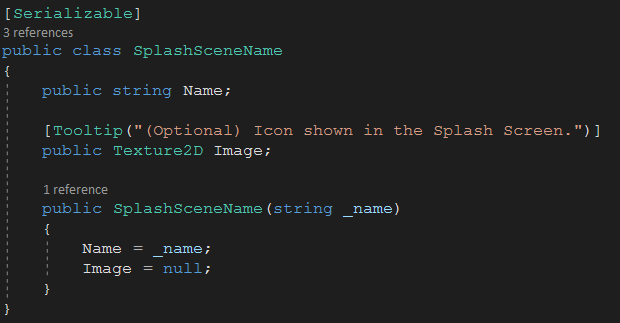 [Serializable]
3 references
public class SplashSceneName
{
public string Name;
[Tooltip("(Optional) Icon shown in the Splash Screen.")]
public Texture2D Image;
1 reference
public SplashSceneName(string _name)
{
Name = _name;
Image = null;
}
}